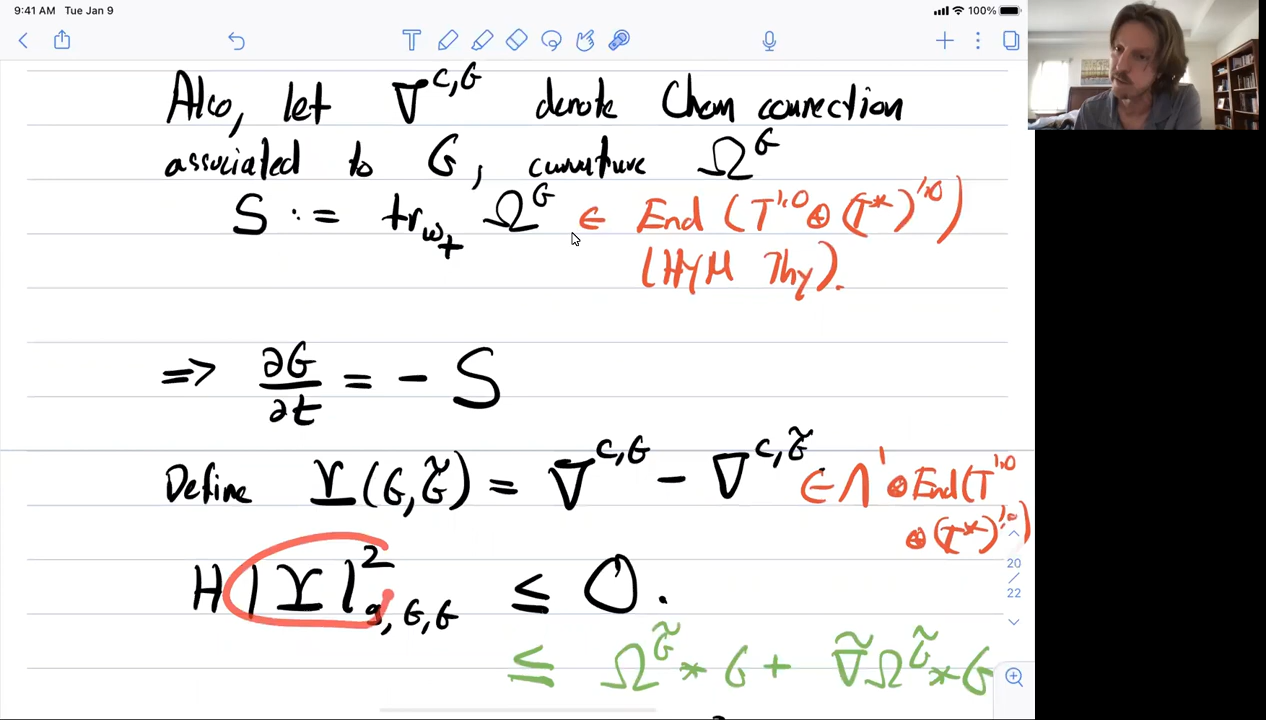 9:41 AM Tue Jan 9
100%
Also, let ∇^{C,G} denote Chern connection
associated to G, curvature Ω^G
S := tr_{ω_+} Ω^G ∈ End (T^{1,0} ⊕ (T*)^{1,0})
(HYM Thy).
⇒ ∂G/∂t = - S
Define Υ(G, G̃) = ∇^{C,G} - ∇^{C,G̃} ∈ Λ^1 ⊗ End(T^{1,0}
⊕ (T*)^{1,0})
H |Υ|^2_{g,G,G} ≤ 0.
≤ Ω^{G̃} * G + ∇̃Ω^{G̃} * G
20
/
22